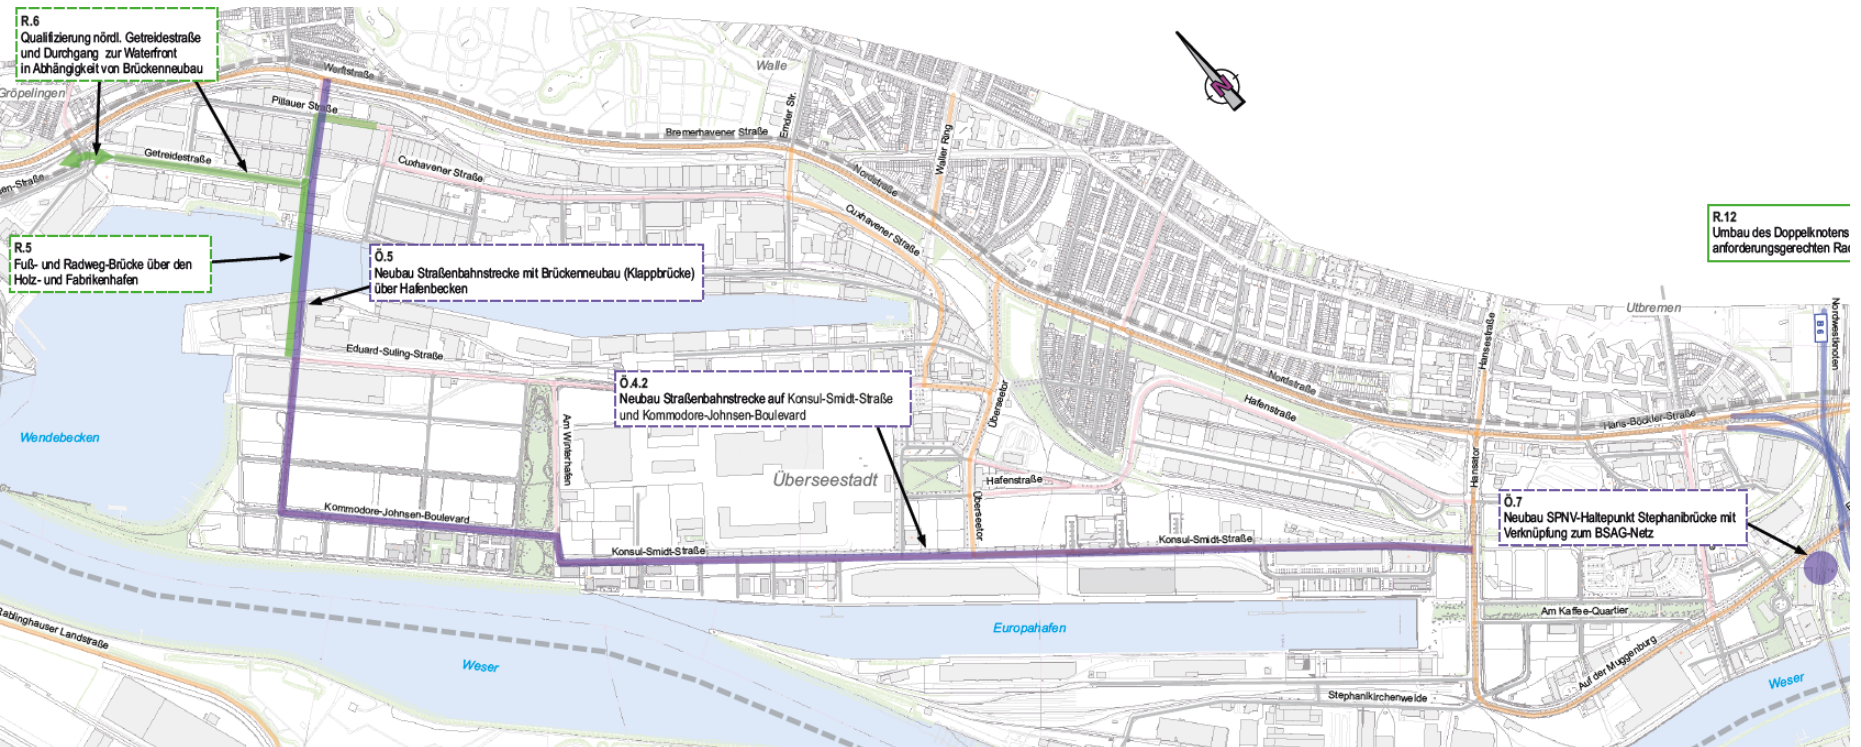 R.6
Qualifizierung nördl. Getreidestraße
und Durchgang zur Waterfront
in Abhängigkeit von Brückenneubau
Gröpelingen
Werftstraße
Pillauer Straße
Walle
Emder Str.
Bremerhavener Straße
Waller Ring
Getreidestraße
en-Straße
Cuxhavener Straße
Nordstraße
Cuxhavener Straße
R.5
Fuß- und Radweg-Brücke über den
Holz- und Fabrikenhafen
Ö.5
Neubau Straßenbahnstrecke mit Brückenneubau (Klappbrücke)
über Hafenbecken
N
R.12
Umbau des Doppelknotens
anforderungsgerechten Rad
Utbremen
Nordwestknoten
B 6
Hansestraße
Eduard-Suling-Straße
Ö.4.2
Neubau Straßenbahnstrecke auf Konsul-Smidt-Straße
und Kommodore-Johnsen-Boulevard
Nordstraße
Hafenstraße
Hans-Böckler-Straße
Überseetor
Am Winterhafen
Wendebecken
Überseestadt
Hafenstraße
Hansator
Überseetor
Kommodore-Johnsen-Boulevard
Konsul-Smidt-Straße
Konsul-Smidt-Straße
Ö.7
Neubau SPNV-Haltepunkt Stephanibrücke mit
Verknüpfung zum BSAG-Netz
Am Kaffee-Quartier
Europahafen
Rablinghauser Landstraße
Weser
Auf der Muggenburg
Stephanikirchenweide
Weser